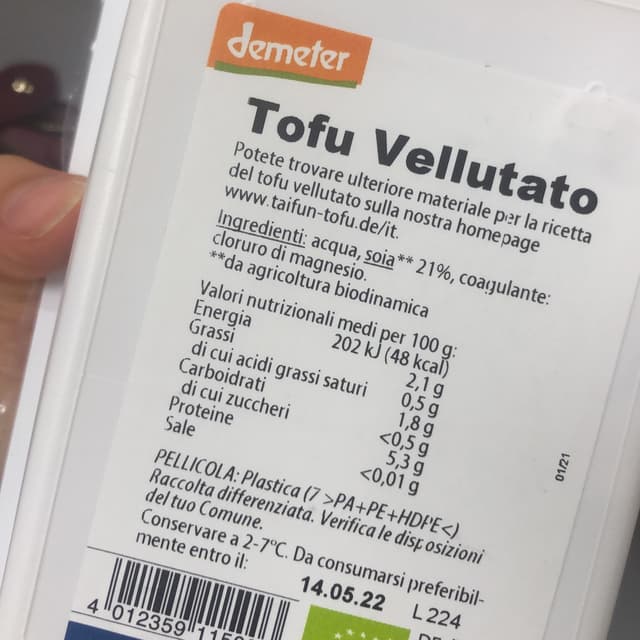 demeter
Tofu Vellutato
Potete trovare ulteriore materiale per la ricetta
del tofu vellutato sulla nostra homepage
www.taifun-tofu.de/it.
Ingredienti: acqua, soia** 21%, coagulante:
cloruro di magnesio.
**da agricoltura biodinamica
Valori nutrizionali medi per 100 g:
Energia 202 kJ (48 kcal)
Grassi 2,1 g
di cui acidi grassi saturi 0,5 g
Carboidrati 1,8 g
di cui zuccheri <0,5 g
Proteine 5,3 g
Sale <0,01 g
01/21
PELLICOLA: Plastica (7 >PA+PE+HDPE<)
Raccolta differenziata. Verifica le disposizioni
del tuo Comune.
Conservare a 2-7°C. Da consumarsi preferibil-
mente entro il:
14.05.22 L 224
4 012359